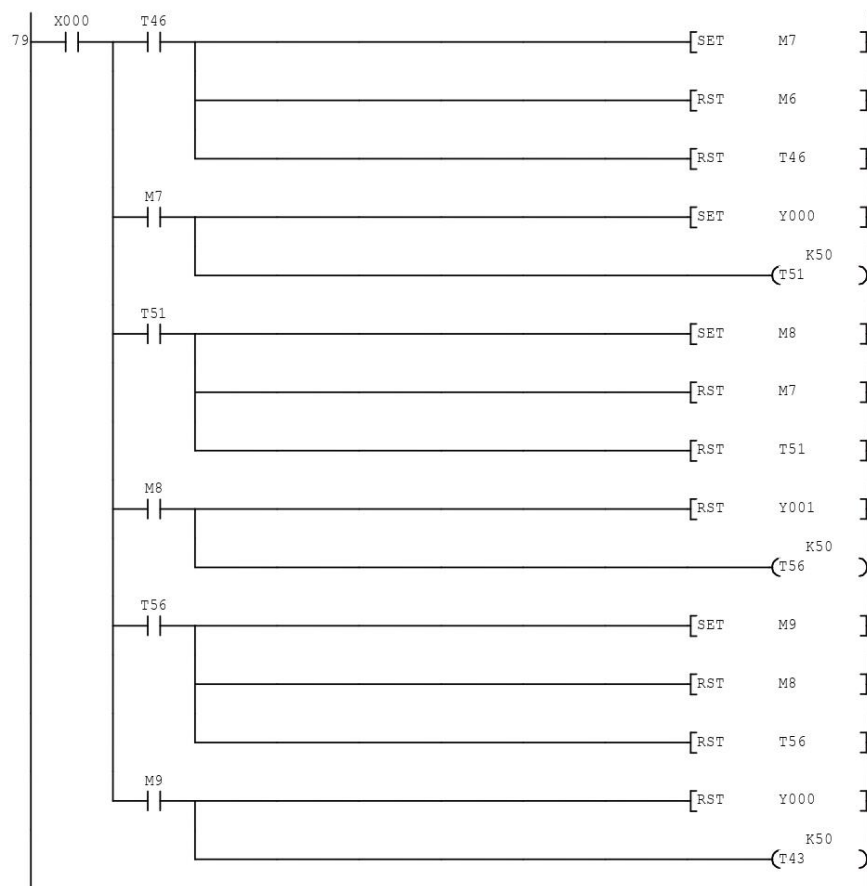 X000 T46
79 SET M7
RST M6
RST T46
M7
SET Y000
K50
T51
T51
SET M8
RST M7
RST T51
M8
RST Y001
K50
T56
T56
SET M9
RST M8
RST T56
M9
RST Y000
K50
T43